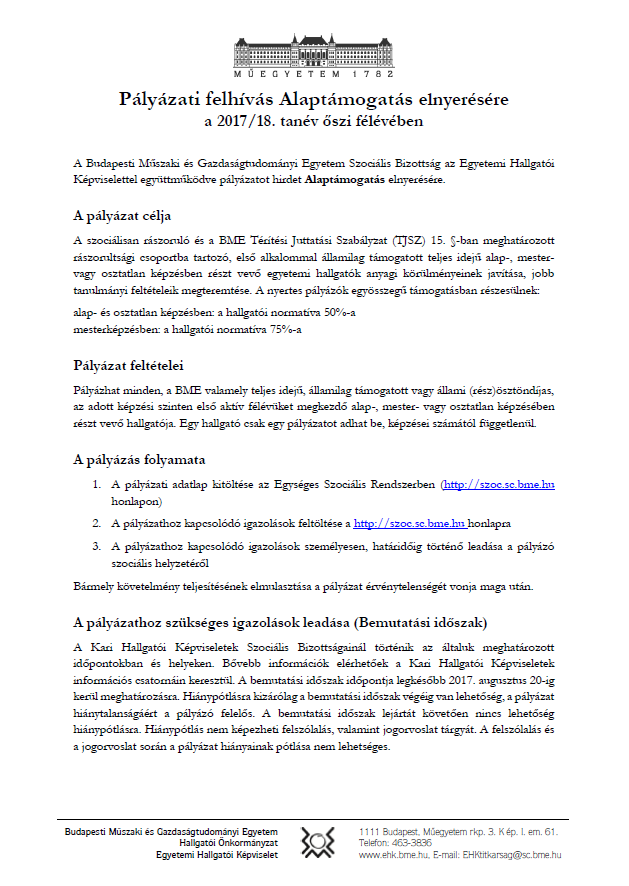 MŰEGYETEM 1782
Pályázati felhívás Alaptámogatás elnyerésére
a 2017/18. tanév őszi félévében
A Budapesti Műszaki és Gazdaságtudományi Egyetem Szociális Bizottság az Egyetemi Hallgatói
Képviselettel együttműködve pályázatot hirdet Alaptámogatás elnyerésére.
A pályázat célja
A szociálisan rászoruló és a BME Térítési Juttatási Szabályzat (TJSZ) 15. §-ban meghatározott
rászorultsági csoportba tartozó, első alkalommal államilag támogatott teljes idejű alap-, mester-
vagy osztatlan képzésben részt vevő egyetemi hallgatók anyagi körülményeinek javítása, jobb
tanulmányi feltételeik megteremtése. A nyertes pályázók egyösszegű támogatásban részesülnek:
alap- és osztatlan képzésben: a hallgatói normatíva 50%-a
mesterképzésben: a hallgatói normatíva 75%-a
Pályázat feltételei
Pályázhat minden, a BME valamely teljes idejű, államilag támogatott vagy állami (rész)ösztöndíjas,
az adott képzési szinten első aktív félévüket megkezdő alap-, mester- vagy osztatlan képzésében
részt vevő hallgatója. Egy hallgató csak egy pályázatot adhat be, képzései számától függetlenül.
A pályázás folyamata
1. A pályázati adatlap kitöltése az Egységes Szociális Rendszerben (http://szoc.sc.bme.hu
honlapon)
2. A pályázathoz kapcsolódó igazolások feltöltése a http://szoc.sc.bme.hu honlapra
3. A pályázathoz kapcsolódó igazolások személyesen, határidőig történő leadása a pályázó
szociális helyzetéről
Bármely követelmény teljesítésének elmulasztása a pályázat érvénytelenségét vonja maga után.
A pályázathoz szükséges igazolások leadása (Bemutatási időszak)
A Kari Hallgatói Képviseletek Szociális Bizottságainál történik az általuk meghatározott
időpontokban és helyeken. Bővebb információk elérhetőek a Kari Hallgatói Képviseletek
információs csatornáin keresztül. A bemutatási időszak időpontja legkésőbb 2017. augusztus 20-ig
kerül meghatározásra. Hiánypótlásra kizárólag a bemutatási időszak végéig van lehetőség, a pályázat
hiánytalanságáért a pályázó felelős. A bemutatási időszak lejártát követően nincs lehetőség
hiánypótlásra. Hiánypótlás nem képezheti felszólalás, valamint jogorvoslat tárgyát. A felszólalás és
a jogorvoslat során a pályázat hiányainak pótlása nem lehetséges.
Budapesti Műszaki és Gazdaságtudományi Egyetem
Hallgatói Önkormányzat
Egyetemi Hallgatói Képviselet
1111 Budapest, Műegyetem rkp. 3. K ép. I. em. 61.
Telefon: 463-3836
www.ehk.bme.hu, E-mail: EHKtitkarsag@sc.bme.hu